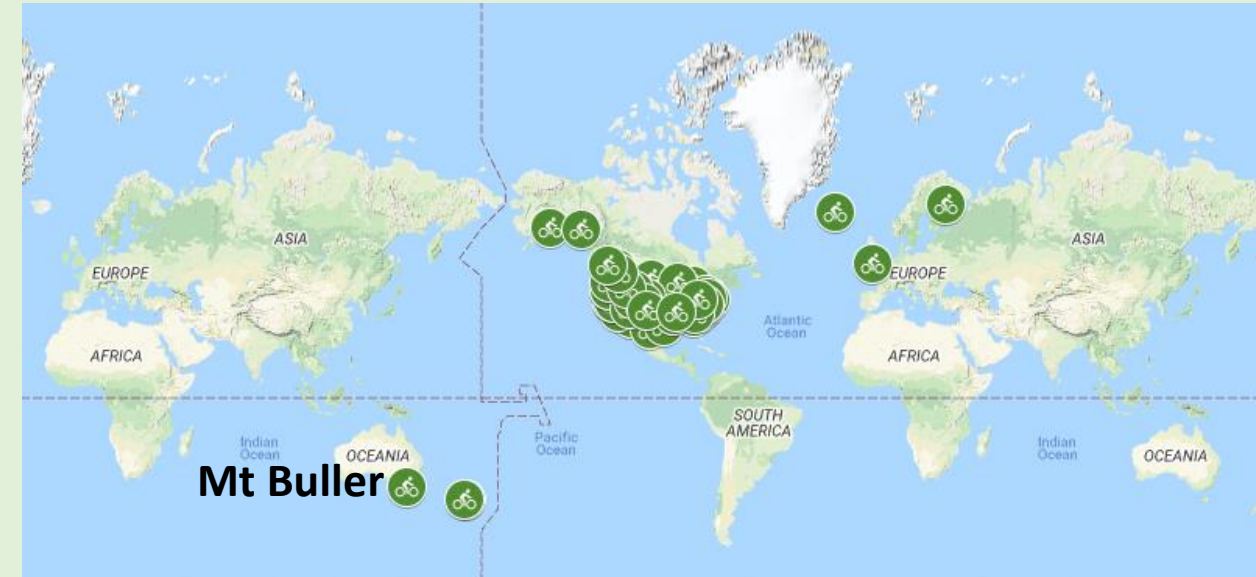 ASIA
EUROPE
AFRICA
Indian
Ocean
OCEANIA
Mt Buller
Pacific
Ocean
Atlantic
Ocean
SOUTH
AMERICA
ASIA
EUROPE
AFRICA
Indian
Ocean
OCEANIA